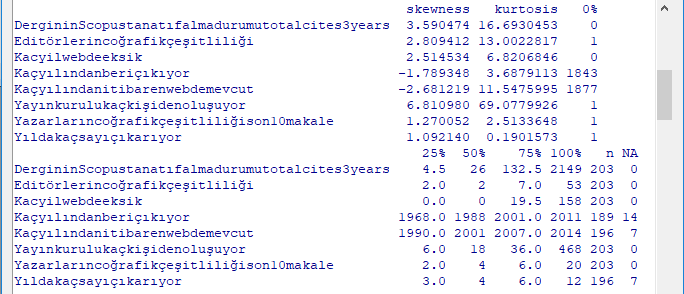 skewness kurtosis 0%
DergininScopustanatıfalmadurumutotalcites3years 3.590474 16.6930453 0
Editörlerincoğrafikçeşitliliği 2.809412 13.0022817 1
Kacyilwebdeeksik 2.514534 6.8206846 0
Kaçyılındanberiçıkıyor -1.789348 3.6879113 1843
Kaçyılındanitibarenwebdemevcut -2.681219 11.5475995 1877
Yayınkurulukaçkişidenoluşuyor 6.810980 69.0779926 1
Yazarlarıncoğrafikçeşitliliğison10makale 1.270052 2.5133648 1
Yıldakaçsayıçıkarıyor 1.092140 0.1901573 1
25% 50% 75% 100% n NA
DergininScopustanatıfalmadurumutotalcites3years 4.5 26 132.5 2149 203 0
Editörlerincoğrafikçeşitliliği 2.0 2 7.0 53 203 0
Kacyilwebdeeksik 0.0 0 19.5 158 203 0
Kaçyılındanberiçıkıyor 1968.0 1988 2001.0 2011 189 14
Kaçyılındanitibarenwebdemevcut 1990.0 2001 2007.0 2014 196 7
Yayınkurulukaçkişidenoluşuyor 6.0 18 36.0 468 203 0
Yazarlarıncoğrafikçeşitliliğison10makale 2.0 4 6.0 20 203 0
Yıldakaçsayıçıkarıyor 3.0 4 6.0 12 196 7